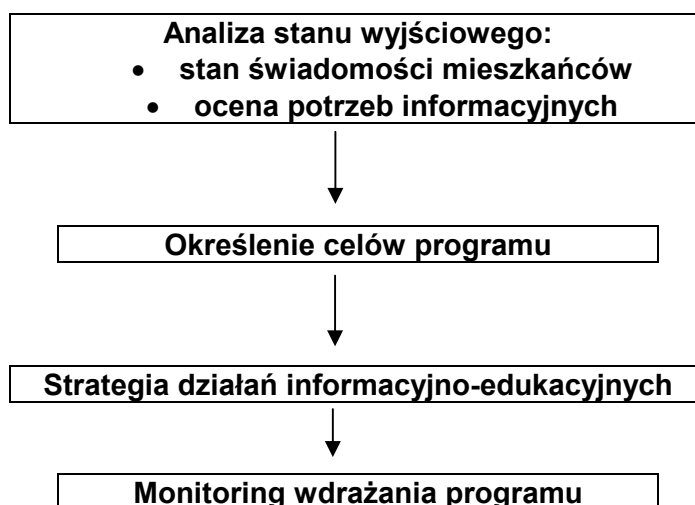 Analiza stanu wyjściowego:
• stan świadomości mieszkańców
• ocena potrzeb informacyjnych
Określenie celów programu
Strategia działań informacyjno-edukacyjnych
Monitoring wdrażania programu